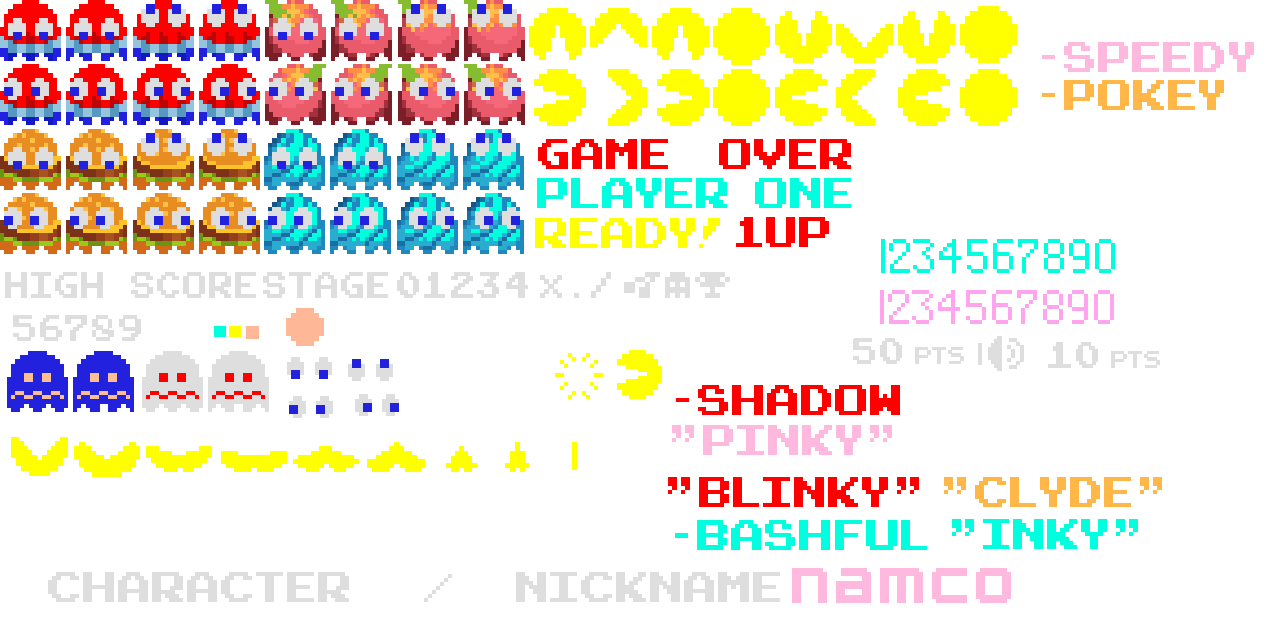 -SPEEDY
-POKEY
GAME OVER
PLAYER ONE
READY! 1UP
1234567890
HIGH SCORE STAGE 01234 x./
1234567890
56789
50 PTS 10 PTS
-SHADOW
"PINKY"
"BLINKY" "CLYDE"
-BASHFUL "INKY"
CHARACTER / NICKNAME namco